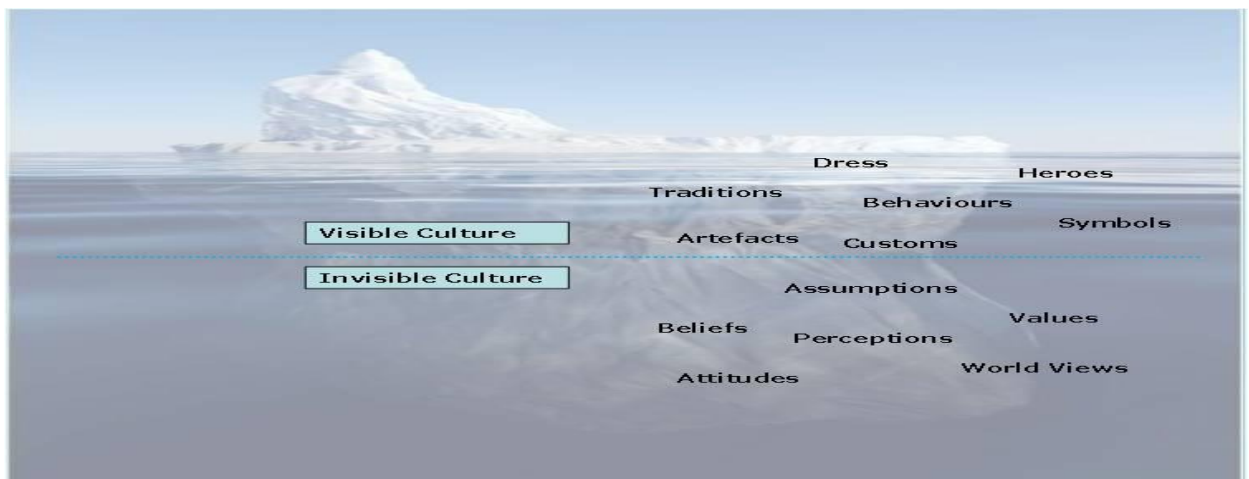 Dress
Heroes
Traditions
Behaviours
Symbols
Visible Culture
Artefacts
Customs
Invisible Culture
Assumptions
Values
Beliefs
Perceptions
World Views
Attitudes